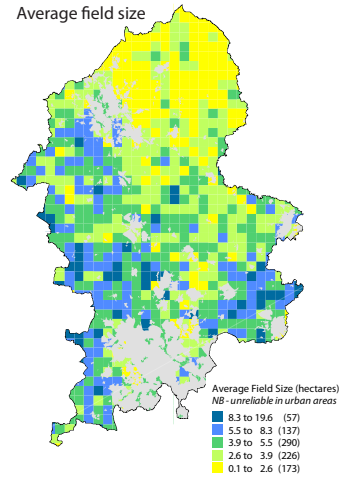 Average field size
Average Field Size (hectares)
NB - unreliable in urban areas
8.3 to 19.6 (57)
5.5 to 8.3 (137)
3.9 to 5.5 (290)
2.6 to 3.9 (226)
0.1 to 2.6 (173)